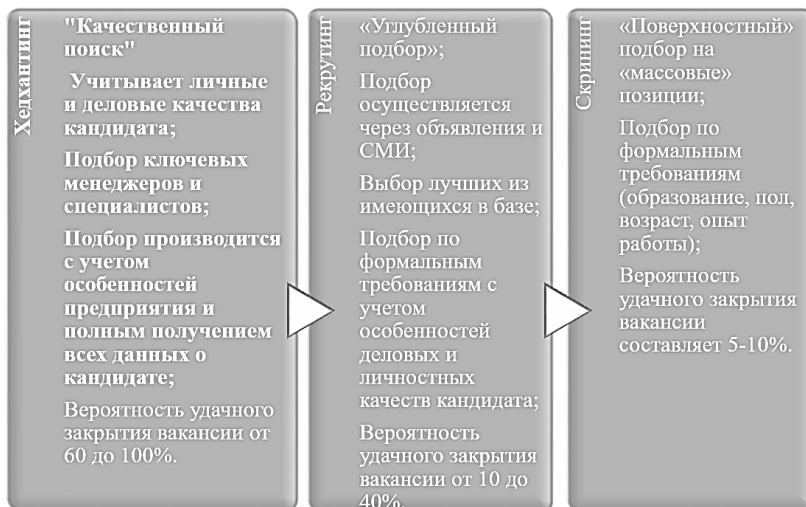 Хедхантинг
"Качественный
поиск"
Учитывает личные
и деловые качества
кандидата;
Подбор ключевых
менеджеров и
специалистов;
Подбор производится
с учетом
особенностей
предприятия и
полным получением
всех данных о
кандидате;
Вероятность удачного
закрытия вакансии от
60 до 100%.
Рекрутинг
«Углубленный
подбор»;
Подбор
осуществляется
через объявления и
СМИ;
Выбор лучших из
имеющихся в базе;
Подбор по
формальным
требованиям с
учетом
особенностей
деловых и
личностных
качеств кандидата;
Вероятность
удачного закрытия
вакансии от 10 до
40%.
Скрининг
«Поверхностный»
подбор на
«массовые»
позиции;
Подбор по
формальным
требованиям
(образование, пол,
возраст, опыт
работы);
Вероятность
удачного закрытия
вакансии
составляет 5-10%.